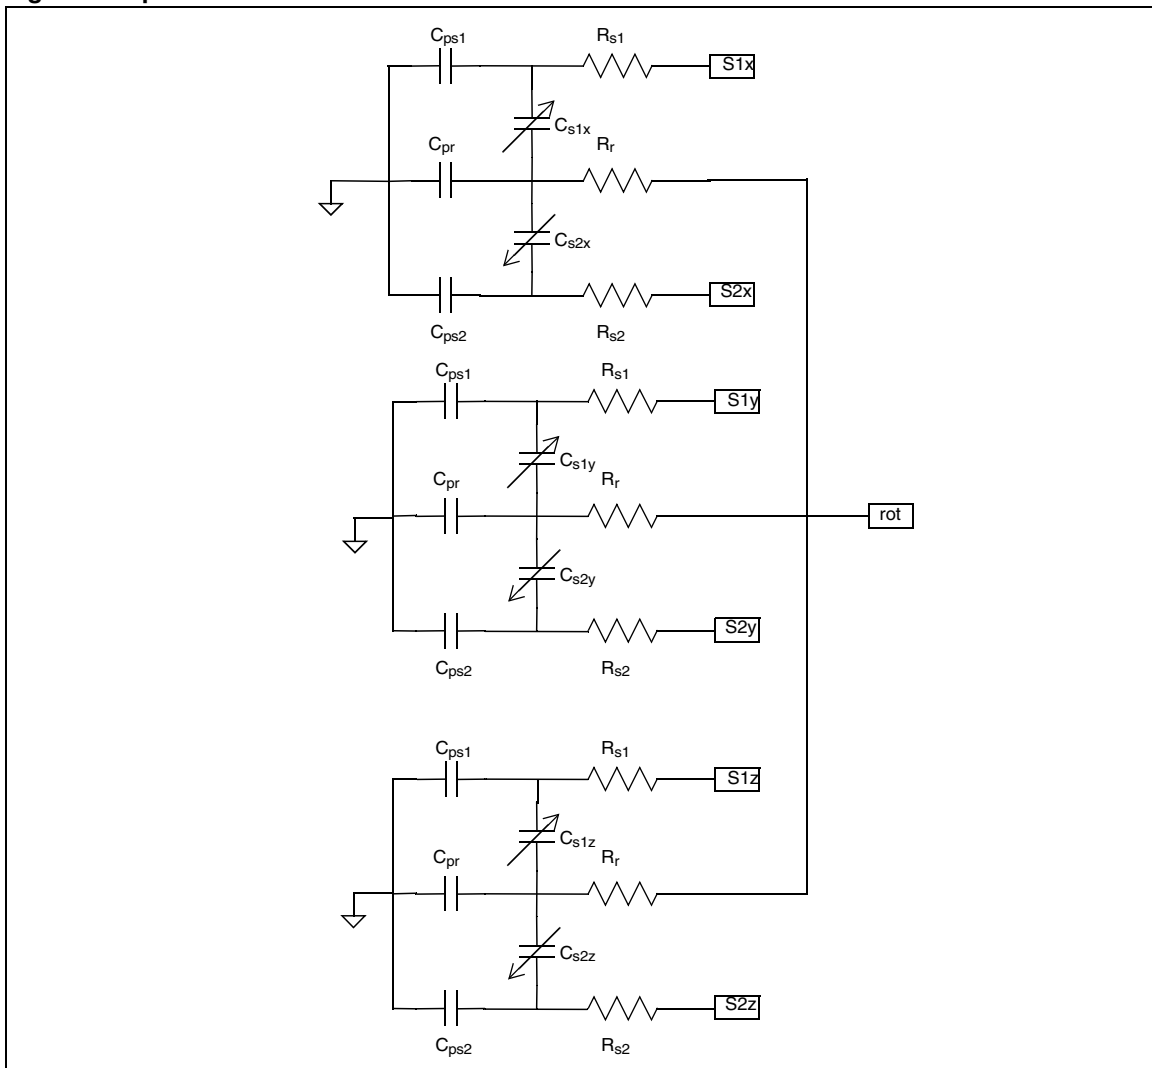 Cps1
Rs1
S1x
Cs1x
Cpr
Rr
Cs2x
S2x
Cps2
Rs2
Cps1
Rs1
S1y
Cs1y
Cpr
Rr
rot
Cs2y
S2y
Cps2
Rs2
Cps1
Rs1
S1z
Cs1z
Cpr
Rr
Cs2z
S2z
Cps2
Rs2